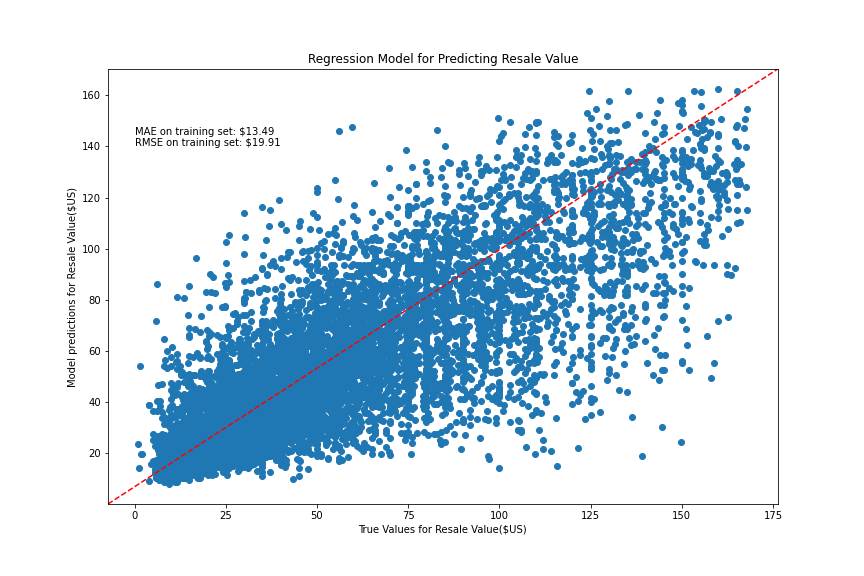 Regression Model for Predicting Resale Value
MAE on training set: $13.49
RMSE on training set: $19.91
Model predictions for Resale Value($US)
160
140
120
100
80
60
40
20
0 25 50 75 100 125 150 175
True Values for Resale Value($US)